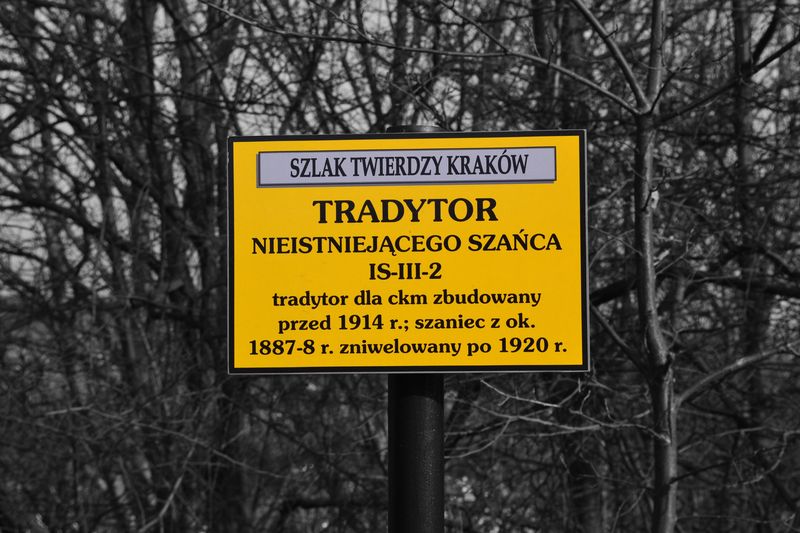 SZLAK TWIERDZY KRAKÓW
TRADYTOR
NIEISTNIEJĄCEGO SZAŃCA
IS-III-2
tradytor dla ckm zbudowany
przed 1914 r.; szaniec z ok.
1887-8 r. zniwelowany po 1920 r.